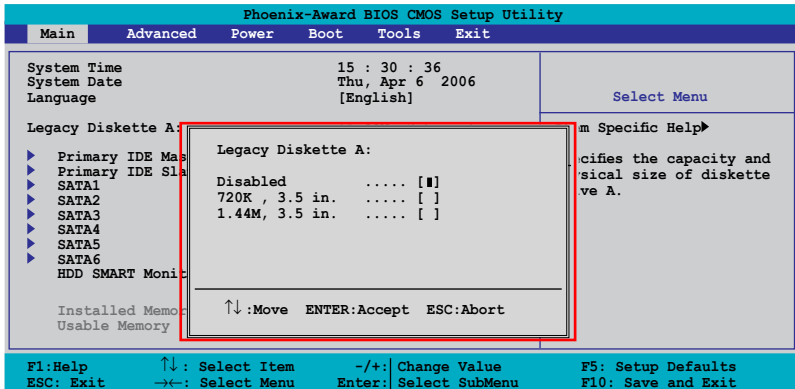 Phoenix-Award BIOS CMOS Setup Utility
Main Advanced Power Boot Tools Exit
System Time 15 : 30 : 36
System Date Thu, Apr 6 2006
Language [English]
Legacy Diskette A:
Primary IDE Mas
Primary IDE Sla
SATA1
SATA2
SATA3
SATA4
SATA5
SATA6
HDD SMART Monit
Installed Memor
Usable Memory
Select Menu
m Specific Help
cifies the capacity and
sical size of diskette
ve A.
Legacy Diskette A:
Disabled ..... [∎]
720K , 3.5 in. ..... [ ]
1.44M, 3.5 in. ..... [ ]
↑↓ :Move ENTER:Accept ESC:Abort
F1:Help ↑↓ : Select Item -/+: Change Value F5: Setup Defaults
ESC: Exit →←: Select Menu Enter: Select SubMenu F10: Save and Exit